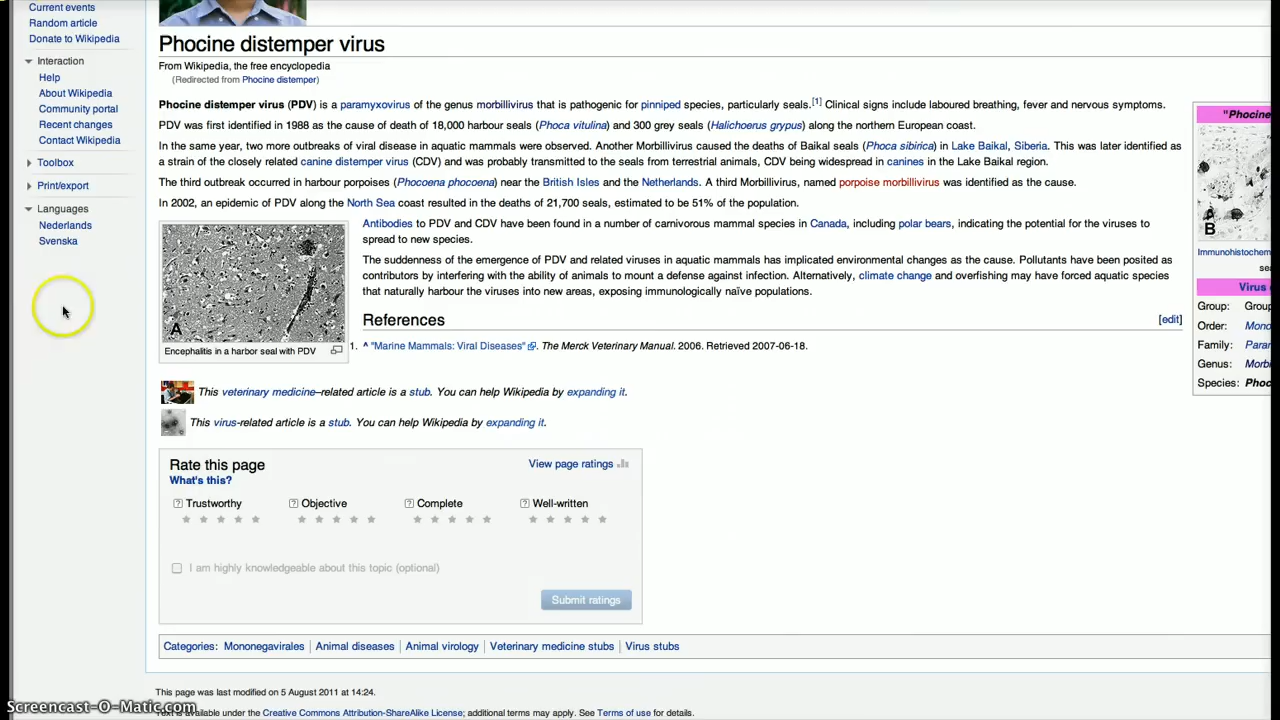 Current events
Random article
Donate to Wikipedia
Interaction
Help
About Wikipedia
Community portal
Recent changes
Contact Wikipedia
Toolbox
Print/export
Languages
Nederlands
Svenska
Phocine distemper virus
From Wikipedia, the free encyclopedia
(Redirected from Phocine distemper)
Phocine distemper virus (PDV) is a paramyxovirus of the genus morbillivirus that is pathogenic for pinniped species, particularly seals.[1] Clinical signs include laboured breathing, fever and nervous symptoms.
PDV was first identified in 1988 as the cause of death of 18,000 harbour seals (Phoca vitulina) and 300 grey seals (Halichoerus grypus) along the northern European coast.
In the same year, two more outbreaks of viral disease in aquatic mammals were observed. Another Morbillivirus caused the deaths of Baikal seals (Phoca sibirica) in Lake Baikal, Siberia. This was later identified as
a strain of the closely related canine distemper virus (CDV) and was probably transmitted to the seals from terrestrial animals, CDV being widespread in canines in the Lake Baikal region.
The third outbreak occurred in harbour porpoises (Phocoena phocoena) near the British Isles and the Netherlands. A third Morbillivirus, named porpoise morbillivirus was identified as the cause.
In 2002, an epidemic of PDV along the North Sea coast resulted in the deaths of 21,700 seals, estimated to be 51% of the population.
Antibodies to PDV and CDV have been found in a number of carnivorous mammal species in Canada, including polar bears, indicating the potential for the viruses to
spread to new species.
The suddenness of the emergence of PDV and related viruses in aquatic mammals has implicated environmental changes as the cause. Pollutants have been posited as
contributors by interfering with the ability of animals to mount a defense against infection. Alternatively, climate change and overfishing may have forced aquatic species
that naturally harbour the viruses into new areas, exposing immunologically naïve populations.
A
Encephalitis in a harbor seal with PDV
References [edit]
1. ^ "Marine Mammals: Viral Diseases". The Merck Veterinary Manual. 2006. Retrieved 2007-06-18.
This veterinary medicine–related article is a stub. You can help Wikipedia by expanding it.
This virus-related article is a stub. You can help Wikipedia by expanding it.
Rate this page View page ratings
What's this?
? Trustworthy ? Objective ? Complete ? Well-written
I am highly knowledgeable about this topic (optional)
Submit ratings
Categories: Mononegavirales | Animal diseases | Animal virology | Veterinary medicine stubs | Virus stubs
This page was last modified on 5 August 2011 at 14:24.
Text is available under the Creative Commons Attribution-ShareAlike License; additional terms may apply. See Terms of use for details.
"Phocine
A
B
Immunohistochem
sea
Virus
Group: Group
Order: Mono
Family: Para
Genus: Morbi
Species: Phoc
Screencast-O-Matic.com